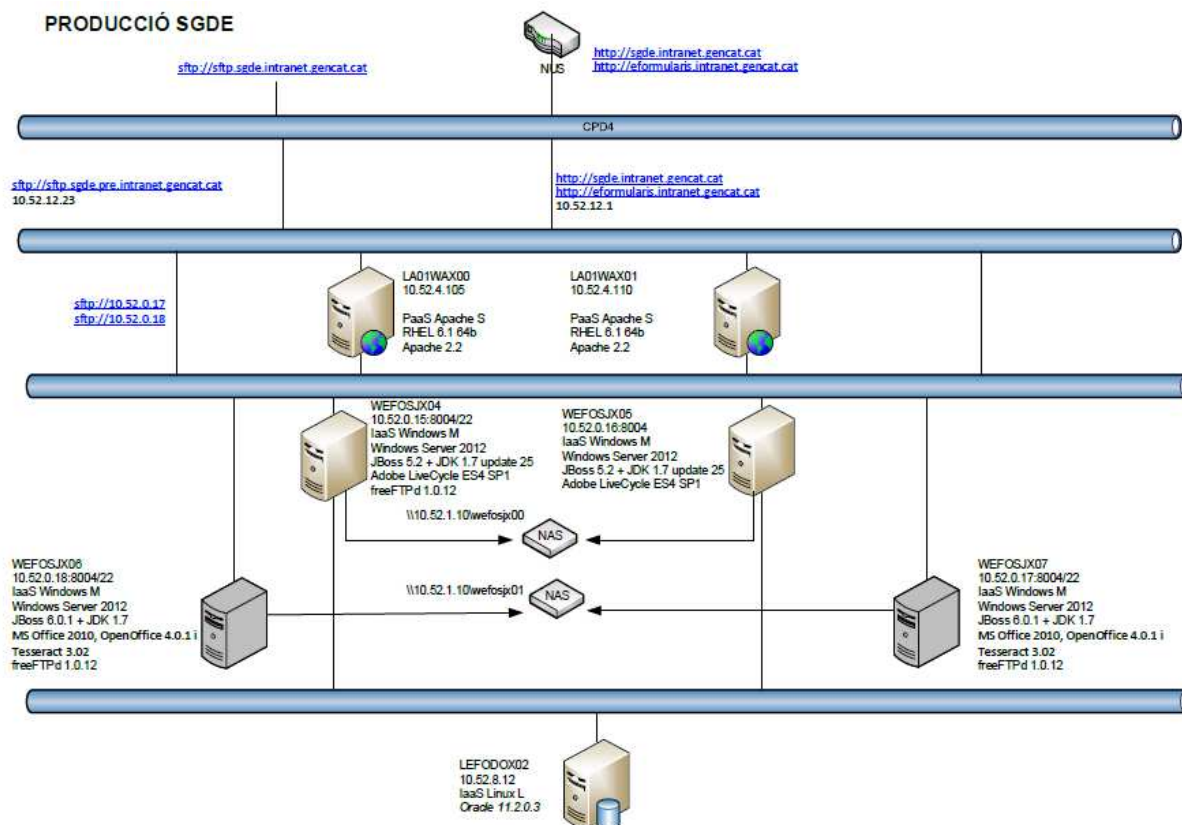 PRODUCCIÓ SGDE
sftp://sftp.sgde.intranet.gencat.cat
NUS
http://sgde.intranet.gencat.cat
http://eformularis.intranet.gencat.cat
CPD4
sftp://sftp.sgde.pre.intranet.gencat.cat
10.52.12.23
http://sgde.intranet.gencat.cat
http://eformularis.intranet.gencat.cat
10.52.12.1
sftp://10.52.0.17
sftp://10.52.0.18
LA01WAX00
10.52.4.105
PaaS Apache S
RHEL 6.1 64b
Apache 2.2
LA01WAX01
10.52.4.110
PaaS Apache S
RHEL 6.1 64b
Apache 2.2
WEFOSJX04
10.52.0.15:8004/22
IaaS Windows M
Windows Server 2012
JBoss 5.2 + JDK 1.7 update 25
Adobe LiveCycle ES4 SP1
freeFTPd 1.0.12
WEFOSJX05
10.52.0.16:8004
IaaS Windows M
Windows Server 2012
JBoss 5.2 + JDK 1.7 update 25
Adobe LiveCycle ES4 SP1
\\10.52.1.10\wefosjx00
NAS
WEFOSJX06
10.52.0.18:8004/22
IaaS Windows M
Windows Server 2012
JBoss 6.0.1 + JDK 1.7
MS Office 2010, OpenOffice 4.0.1 i
Tesseract 3.02
freeFTPd 1.0.12
\\10.52.1.10\wefosjx01
NAS
WEFOSJX07
10.52.0.17:8004/22
IaaS Windows M
Windows Server 2012
JBoss 6.0.1 + JDK 1.7
MS Office 2010, OpenOffice 4.0.1 i
Tesseract 3.02
freeFTPd 1.0.12
LEFODOX02
10.52.8.12
IaaS Linux L
Oracle 11.2.0.3